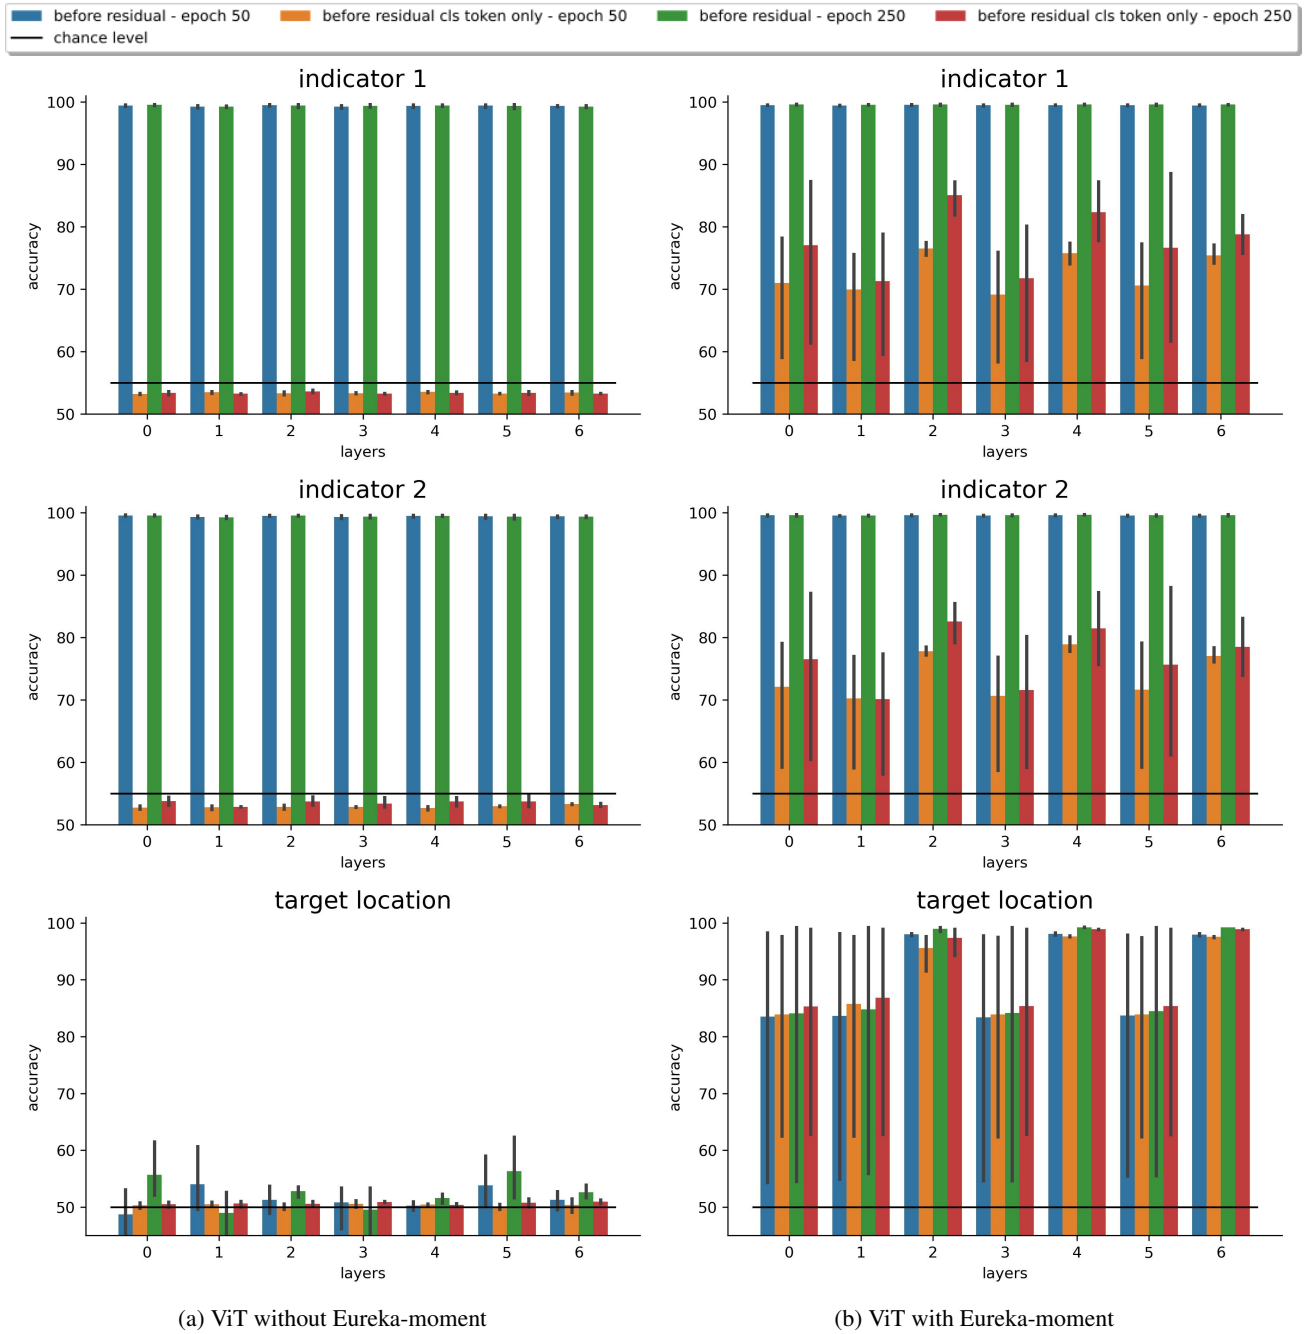 before residual - epoch 50 before residual cls token only - epoch 50 before residual - epoch 250 before residual cls token only - epoch 250
chance level
indicator 1
100
90
80
70
60
50
accuracy
0 1 2 3 4 5 6
layers
indicator 1
100
90
80
70
60
50
accuracy
0 1 2 3 4 5 6
layers
indicator 2
100
90
80
70
60
50
accuracy
0 1 2 3 4 5 6
layers
indicator 2
100
90
80
70
60
50
accuracy
0 1 2 3 4 5 6
layers
target location
100
90
80
70
60
50
accuracy
0 1 2 3 4 5 6
layers
target location
100
90
80
70
60
50
accuracy
0 1 2 3 4 5 6
layers
(a) ViT without Eureka-moment
(b) ViT with Eureka-moment